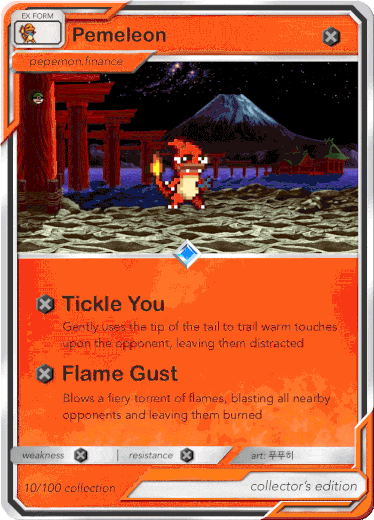 EX FORM
Pemeleon
pepemon.finance
Tickle You
Gently uses the tip of the tail to trail warm touches
upon the opponent, leaving them distracted
Flame Gust
Blows a fiery torrent of flames, blasting all nearby
opponents and leaving them burned
weakness
resistance
art: 푸푸히
10/100 collection
collector's edition